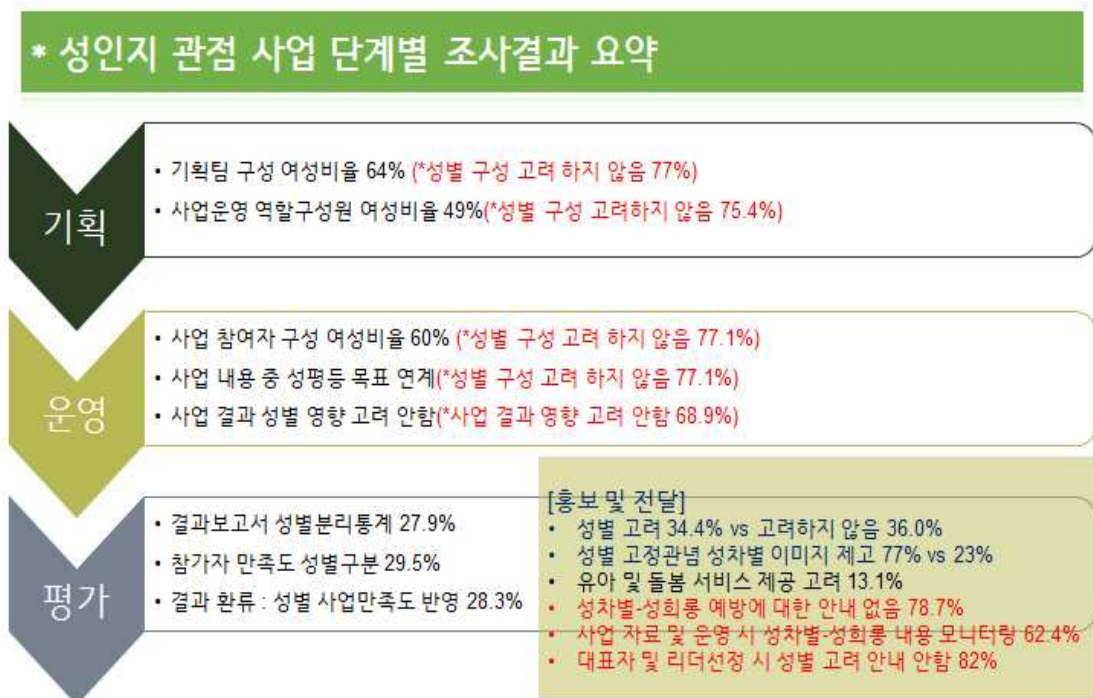 * 성인지 관점 사업 단계별 조사결과 요약
기획
• 기획팀 구성 여성비율 64% (*성별 구성 고려 하지 않음 77%)
• 사업운영 역할구성원 여성비율 49%(*성별 구성 고려하지 않음 75.4%)
운영
• 사업 참여자 구성 여성비율 60% (*성별 구성 고려 하지 않음 77.1%)
• 사업 내용 중 성평등 목표 연계(*성별 구성 고려 하지 않음 77.1%)
• 사업 결과 성별 영향 고려 안함(*사업 결과 영향 고려 안함 68.9%)
평가
• 결과보고서 성별분리통계 27.9%
• 참가자 만족도 성별구분 29.5%
• 결과 환류 : 성별 사업만족도 반영 28.3%
[홍보 및 전달]
• 성별 고려 34.4% vs 고려하지 않음 36.0%
• 성별 고정관념 성차별 이미지 제고 77% vs 23%
• 유아 및 돌봄 서비스 제공 고려 13.1%
• 성차별-성희롱 예방에 대한 안내 없음 78.7%
• 사업 자료 및 운영 시 성차별-성희롱 내용 모니터링 62.4%
• 대표자 및 리더선정 시 성별 고려 안내 안함 82%